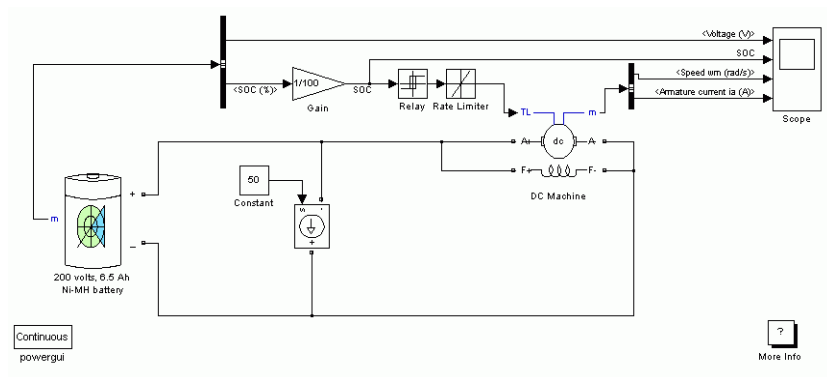 <Voltage (V)>
SOC
<Speed wm (rad/s)>
<Armature current ia (A)>
Scope
<SOC (%)>
1/100
Gain
SOC
Relay
Rate Limiter
TL
m
A+
dc
A-
F+
F-
DC Machine
50
Constant
s
-
+
m
+
_
200 volts, 6.5 Ah
Ni-MH battery
Continuous
powergui
?
More Info